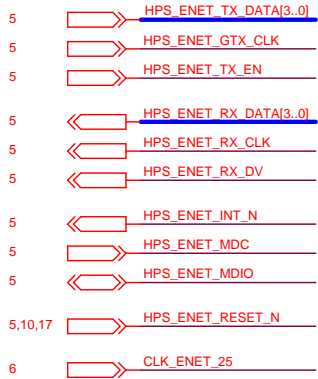 5 HPS_ENET_TX_DATA[3..0]
5 HPS_ENET_GTX_CLK
5 HPS_ENET_TX_EN
5 HPS_ENET_RX_DATA[3..0]
5 HPS_ENET_RX_CLK
5 HPS_ENET_RX_DV
5 HPS_ENET_INT_N
5 HPS_ENET_MDC
5 HPS_ENET_MDIO
5,10,17 HPS_ENET_RESET_N
6 CLK_ENET_25